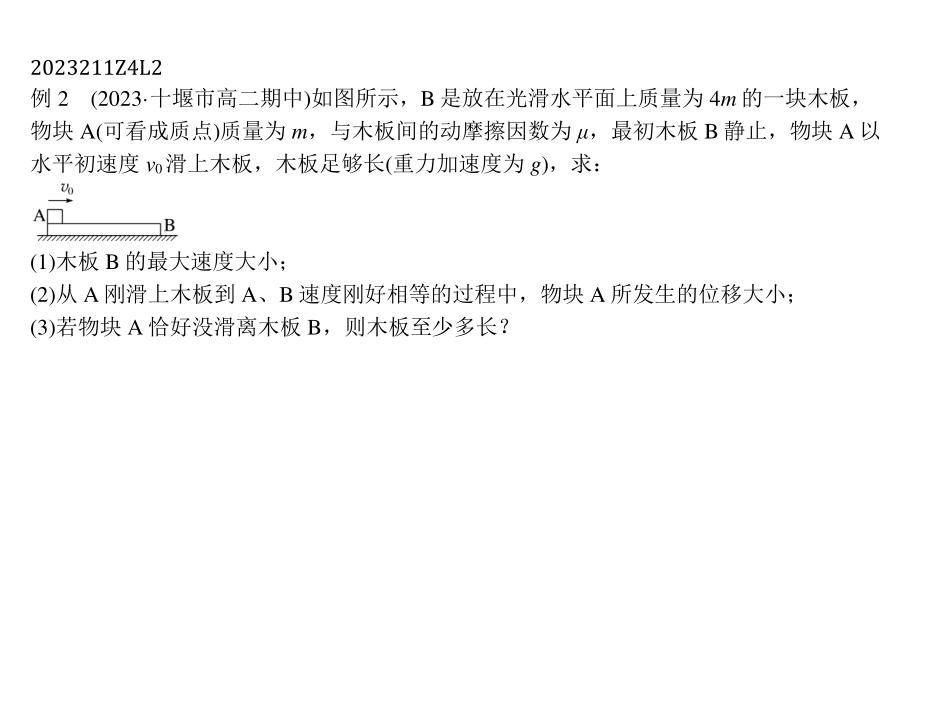 2023211Z4L2
例 2　(2023·十堰市高二期中)如图所示，B 是放在光滑水平面上质量为 4m 的一块木板，
物块 A(可看成质点)质量为 m，与木板间的动摩擦因数为 μ，最初木板 B 静止，物块 A 以
水平初速度 v₀滑上木板，木板足够长(重力加速度为 g)，求：
v₀
A
B
(1)木板 B 的最大速度大小；
(2)从 A 刚滑上木板到 A、B 速度刚好相等的过程中，物块 A 所发生的位移大小；
(3)若物块 A 恰好没滑离木板 B，则木板至少多长？